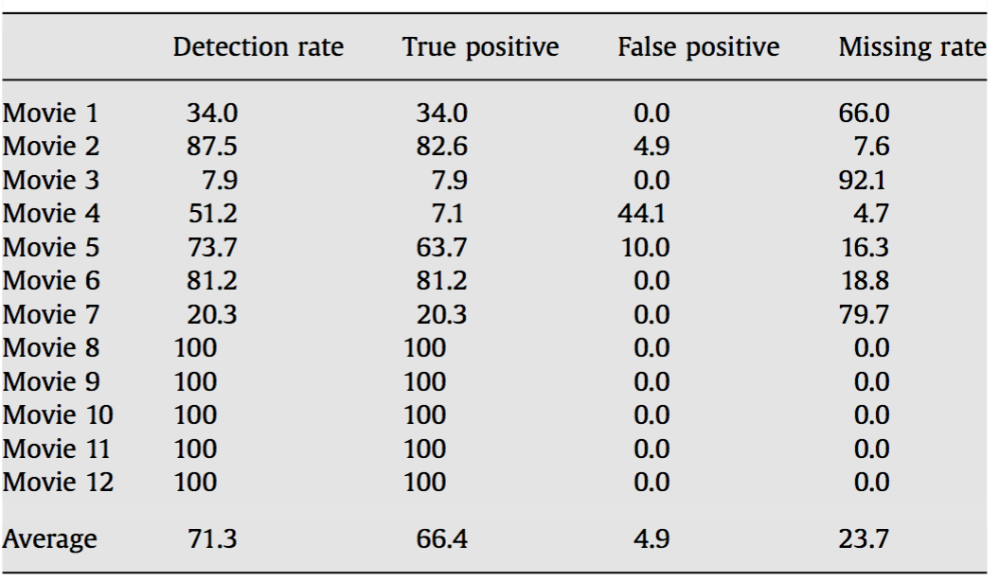 Detection rate True positive False positive Missing rate
Movie 1 34.0 34.0 0.0 66.0
Movie 2 87.5 82.6 4.9 7.6
Movie 3 7.9 7.9 0.0 92.1
Movie 4 51.2 7.1 44.1 4.7
Movie 5 73.7 63.7 10.0 16.3
Movie 6 81.2 81.2 0.0 18.8
Movie 7 20.3 20.3 0.0 79.7
Movie 8 100 100 0.0 0.0
Movie 9 100 100 0.0 0.0
Movie 10 100 100 0.0 0.0
Movie 11 100 100 0.0 0.0
Movie 12 100 100 0.0 0.0
Average 71.3 66.4 4.9 23.7